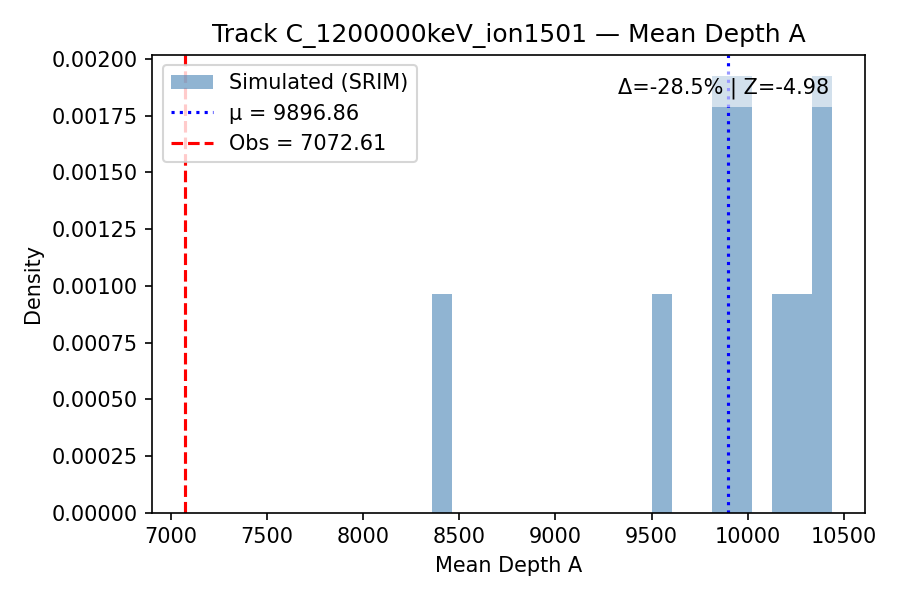 Track C_1200000keV_ion1501 — Mean Depth A
Simulated (SRIM)
μ = 9896.86
Obs = 7072.61
Δ=-28.5% | Z=-4.98
Density
0.00200
0.00175
0.00150
0.00125
0.00100
0.00075
0.00050
0.00025
0.00000
7000 7500 8000 8500 9000 9500 10000 10500
Mean Depth A